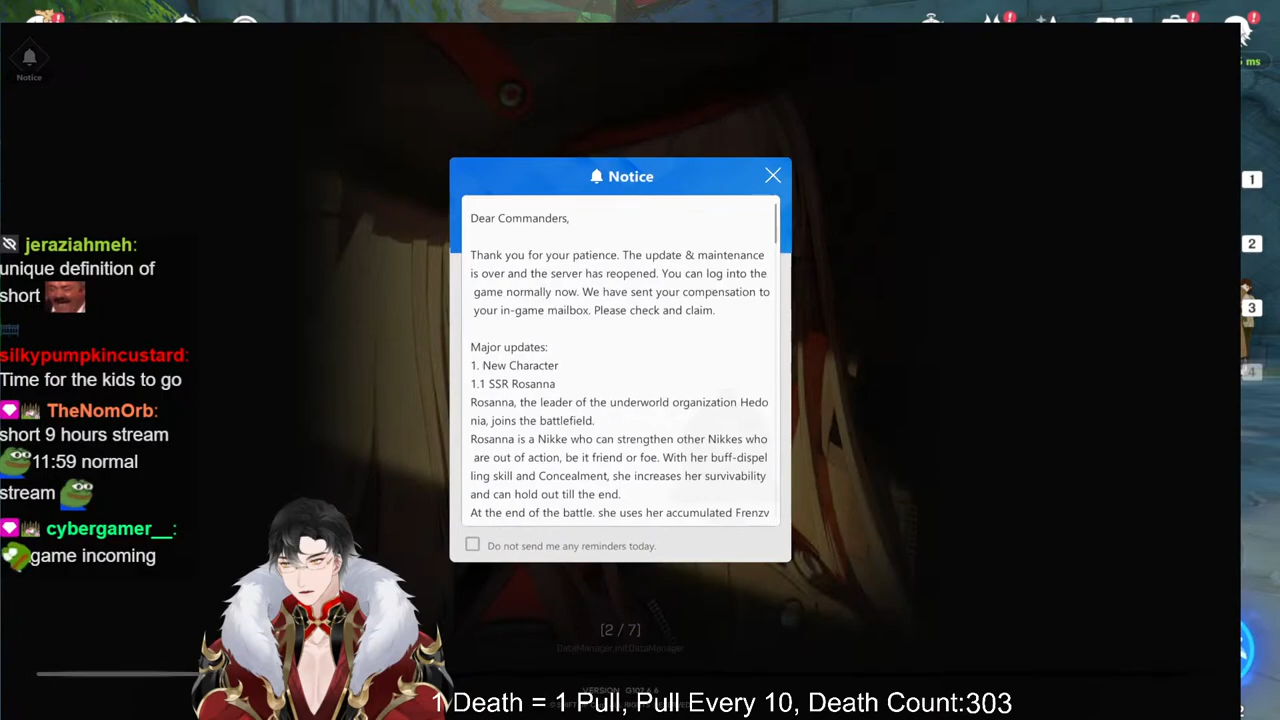 Notice
ms
1
2
3
4
Notice
Dear Commanders,
Thank you for your patience. The update & maintenance
is over and the server has reopened. You can log into the
game normally now. We have sent your compensation to
your in-game mailbox. Please check and claim.
Major updates:
1. New Character
1.1 SSR Rosanna
Rosanna, the leader of the underworld organization Hedo
nia, joins the battlefield.
Rosanna is a Nikke who can strengthen other Nikkes who
are out of action, be it friend or foe. With her buff-dispel
ling skill and Concealment, she increases her survivability
and can hold out till the end.
At the end of the battle, she uses her accumulated Frenzy
Do not send me any reminders today.
jeraziahmeh:
unique definition of
short
silkypumpkincustard:
Time for the kids to go
TheNomOrb:
short 9 hours stream
11:59 normal
stream
cybergamer__:
game incoming
[2 / 7]
DataManager.InitDataManager
VERSION
1 Death = 1 Pull, Pull Every 10, Death Count:303